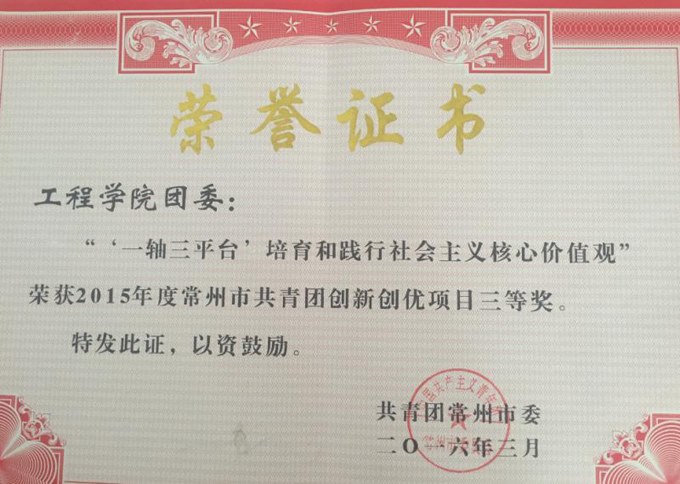 荣誉证书
工程学院团委：
“‘一轴三平台’培育和践行社会主义核心价值观”
荣获2015年度常州市共青团创新创优项目三等奖。
特发此证，以资鼓励。
共青团常州市委
二〇一六年三月